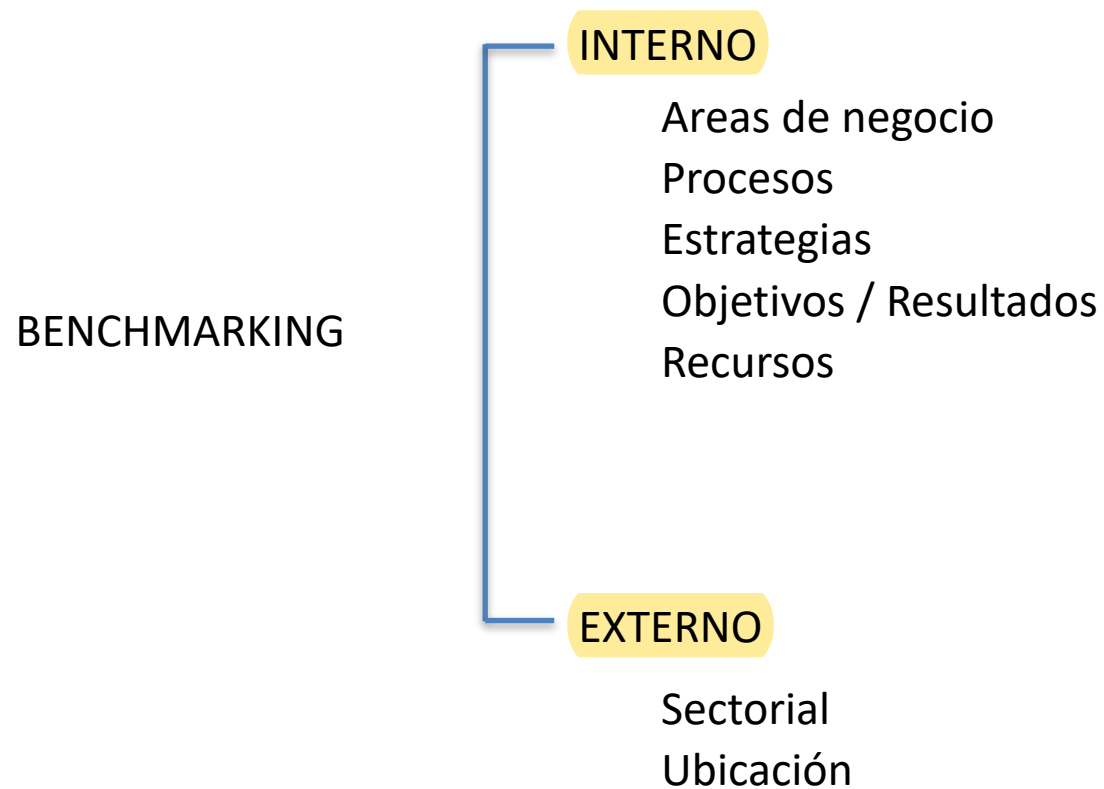 INTERNO
Areas de negocio
Procesos
Estrategias
Objetivos / Resultados
Recursos
BENCHMARKING
EXTERNO
Sectorial
Ubicación